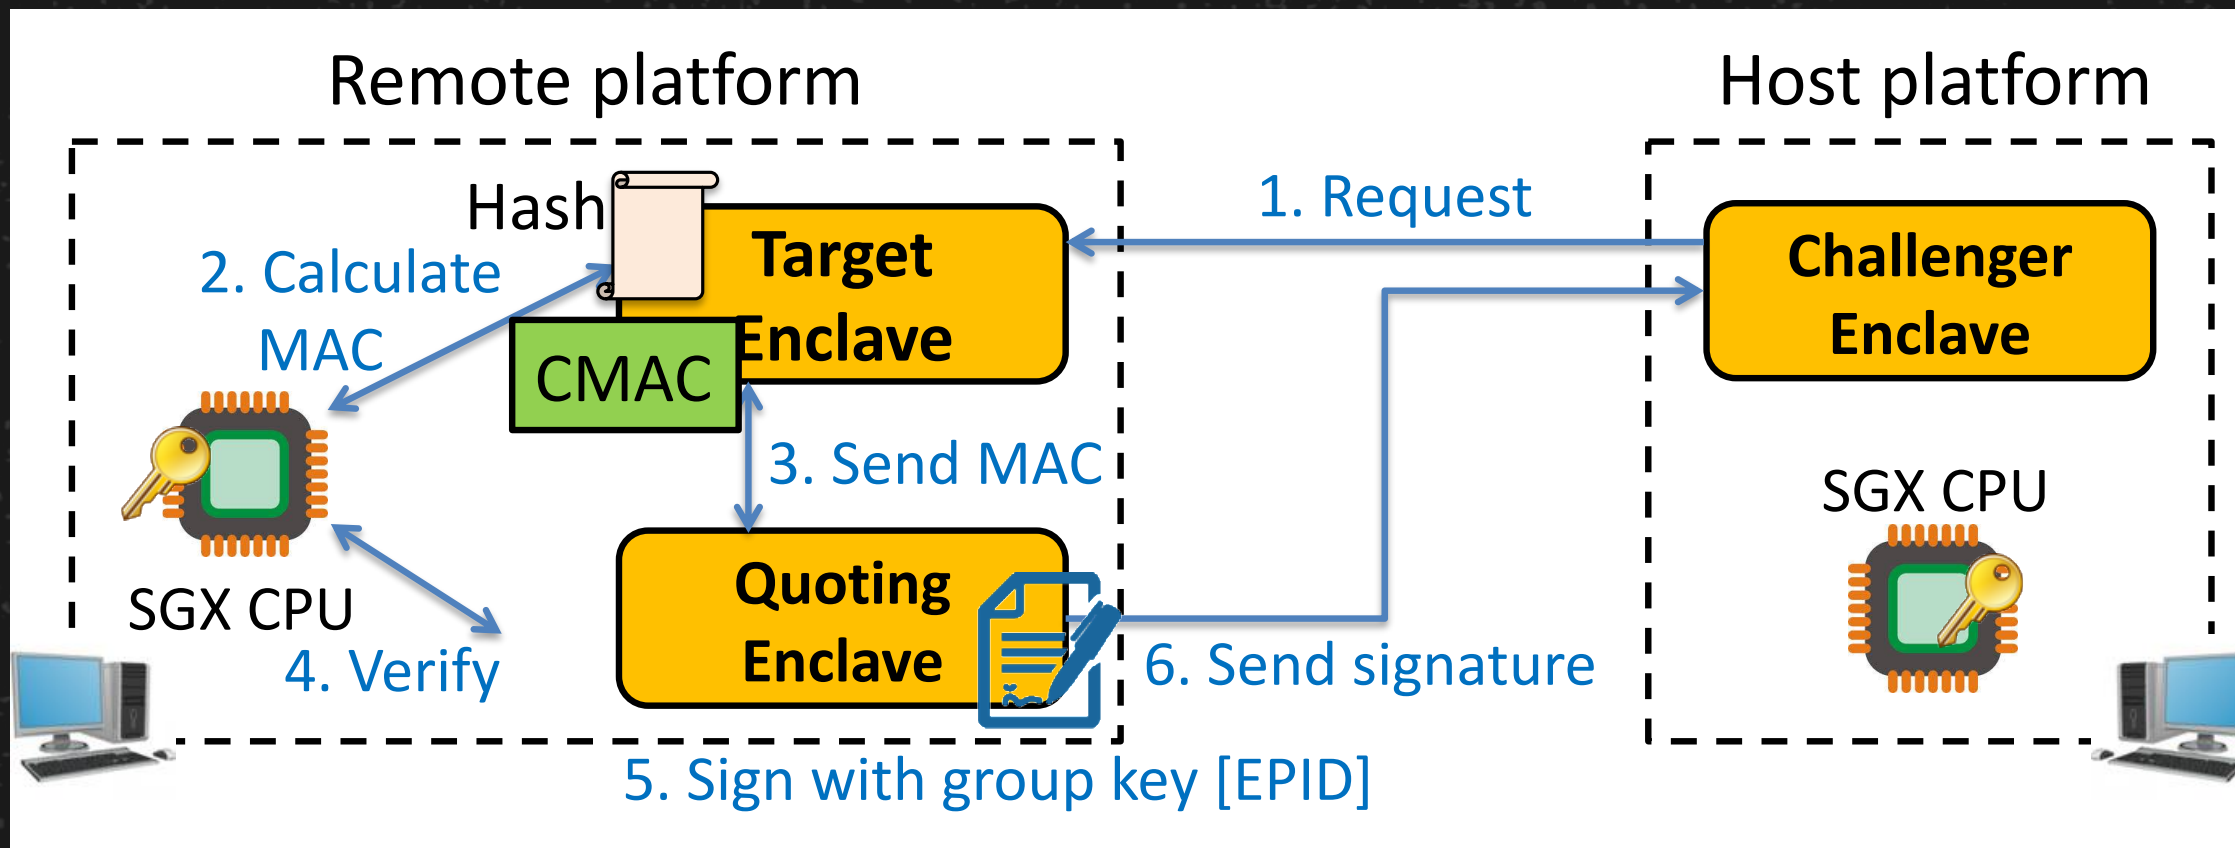 Remote platform
Host platform
Hash
1. Request
Target
Enclave
Challenger
Enclave
2. Calculate
MAC
CMAC
3. Send MAC
SGX CPU
SGX CPU
Quoting
Enclave
4. Verify
6. Send signature
5. Sign with group key [EPID]